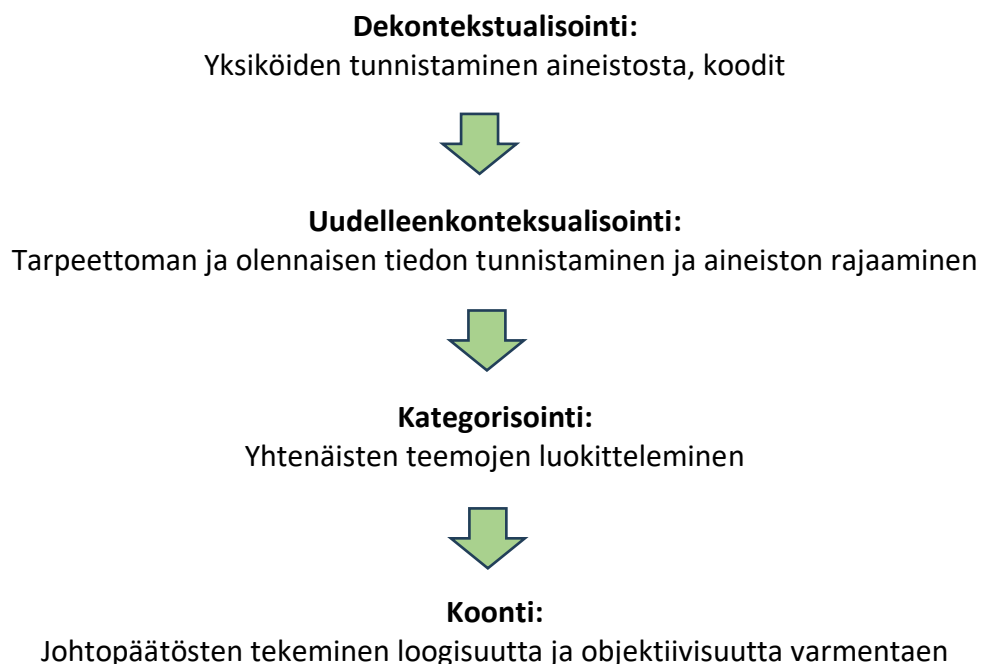 Dekontekstualisointi:
Yksiköiden tunnistaminen aineistosta, koodit
Uudelleenkonteksualisointi:
Tarpeettoman ja olennaisen tiedon tunnistaminen ja aineiston rajaaminen
Kategorisointi:
Yhtenäisten teemojen luokitteleminen
Koonti:
Johtopäätösten tekeminen loogisuutta ja objektiivisuutta varmentaen